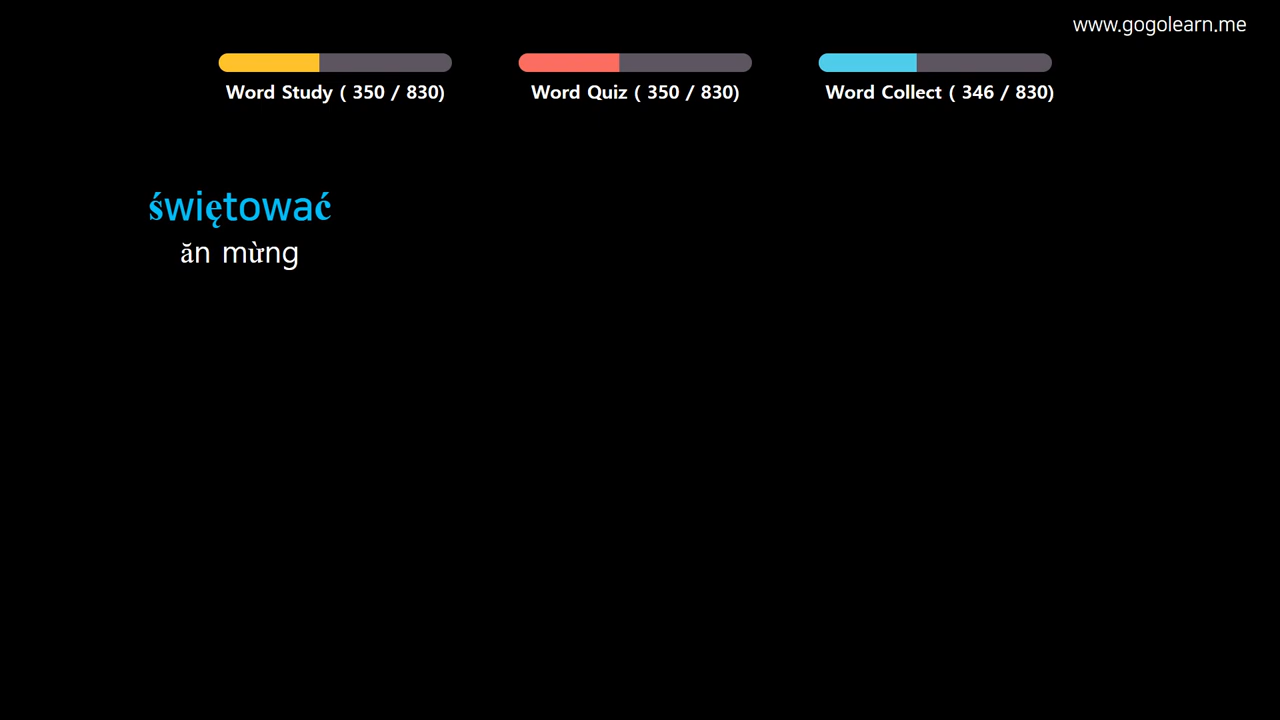 www.gogolearn.me
Word Study ( 350 / 830)
Word Quiz ( 350 / 830)
Word Collect ( 346 / 830)
świętować
ăn mừng